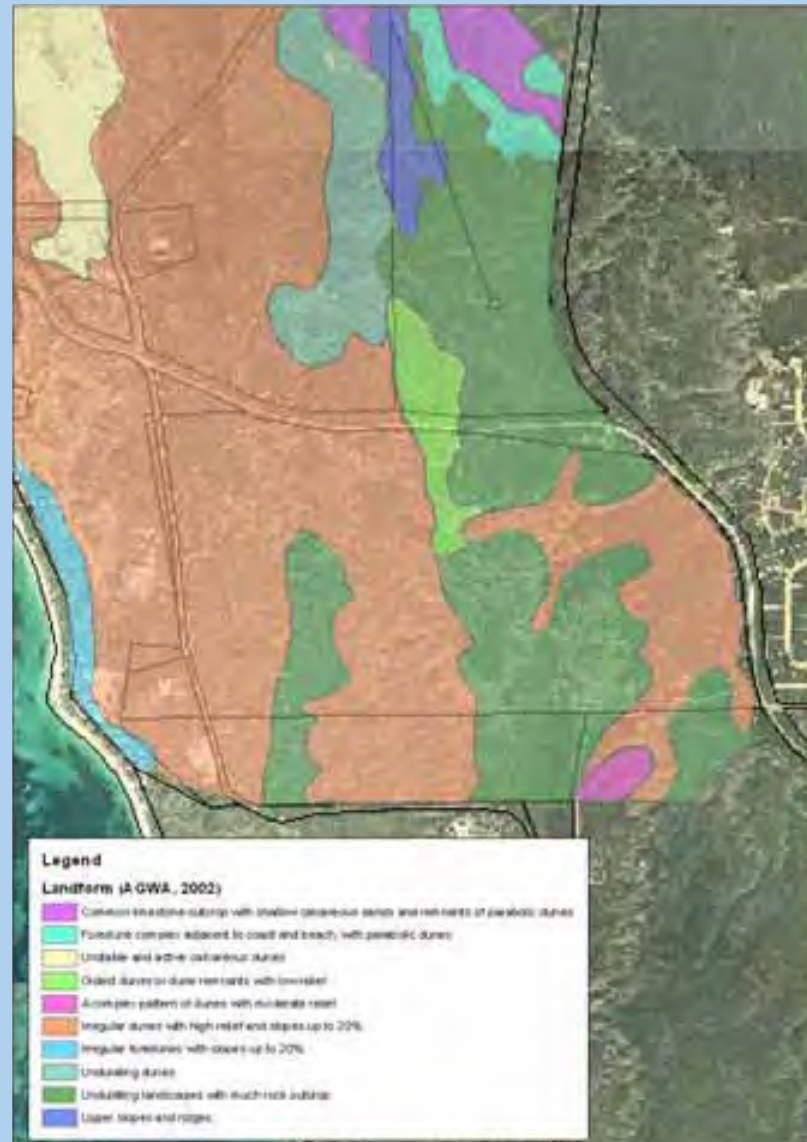 Legend
Landform (AGWA, 2002)
Common limestone outcrop with shallow calcareous sands and remnants of parabolic dunes
Foredune complex adjacent to coast and beach, with parabolic dunes
Unstable and active calcareous dunes
Oldest dunes or dune remnants with low relief
A complex pattern of dunes with moderate relief
Irregular dunes with high relief and slopes up to 20%
Irregular foredunes with slopes up to 20%
Undulating dunes
Undulating landscapes with much rock outcrop
Upper slopes and ridges